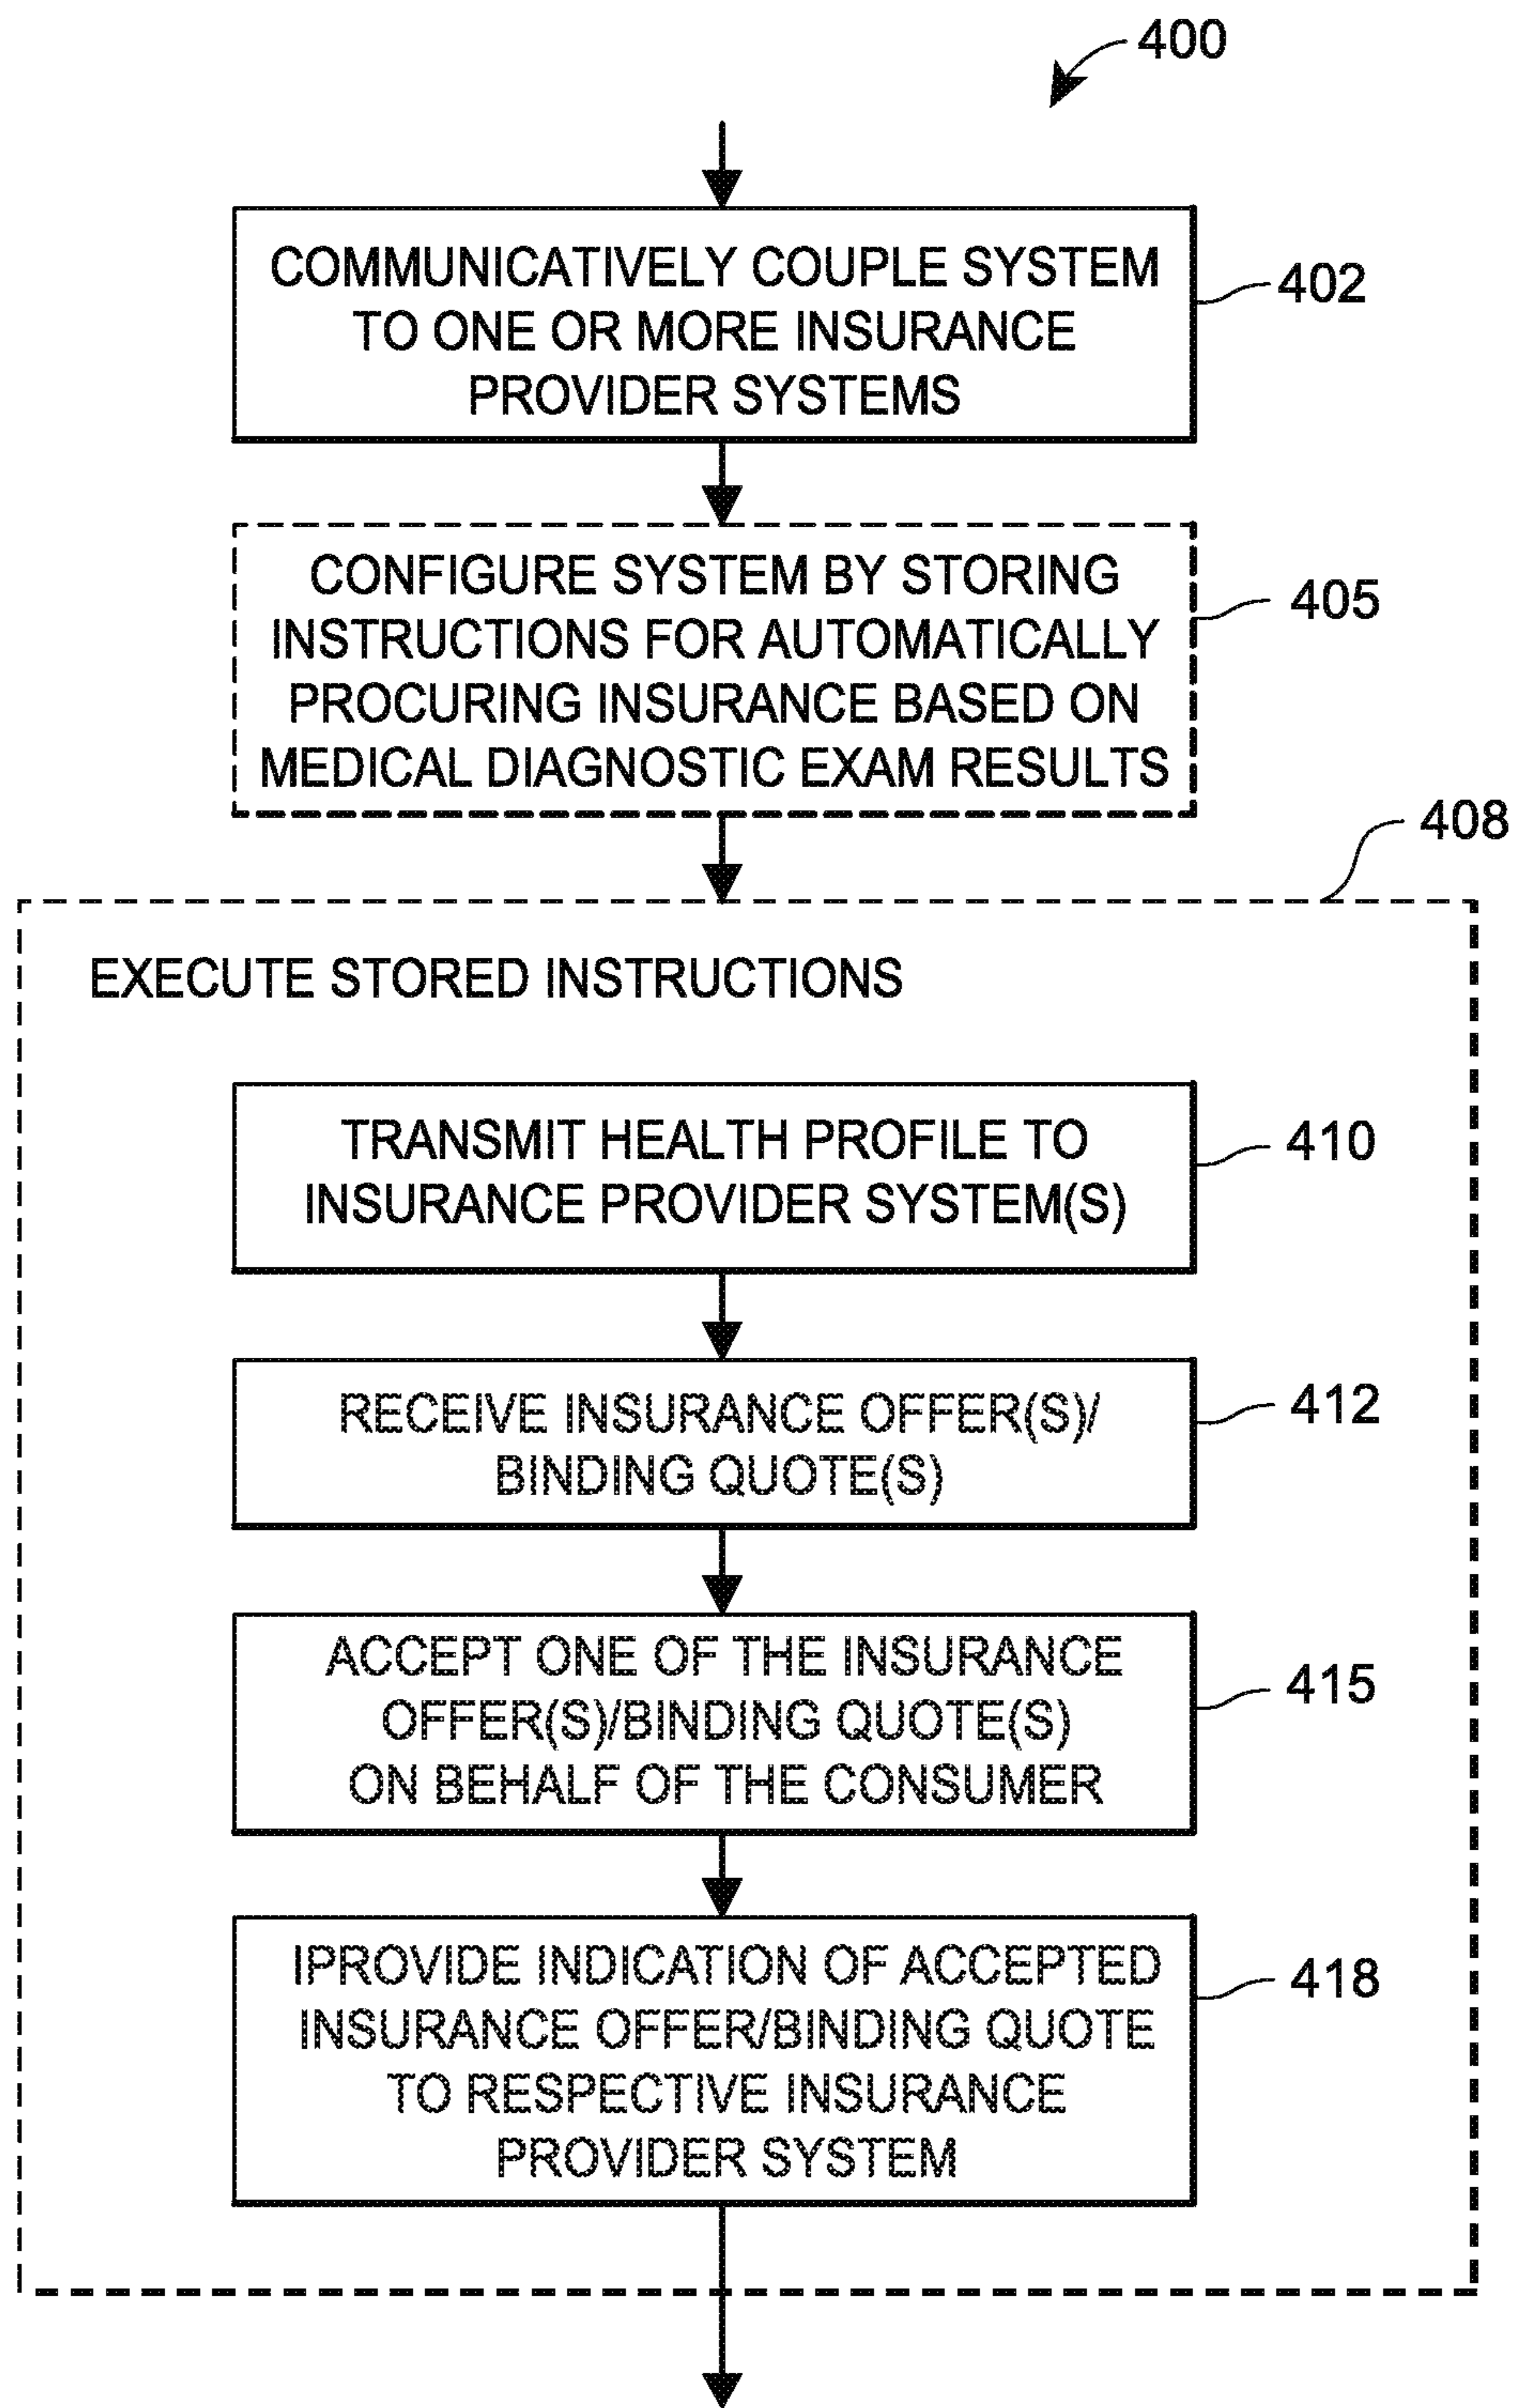 400
COMMUNICATIVELY COUPLE SYSTEM
TO ONE OR MORE INSURANCE
PROVIDER SYSTEMS
402
CONFIGURE SYSTEM BY STORING
INSTRUCTIONS FOR AUTOMATICALLY
PROCURING INSURANCE BASED ON
MEDICAL DIAGNOSTIC EXAM RESULTS
405
408
EXECUTE STORED INSTRUCTIONS
TRANSMIT HEALTH PROFILE TO
INSURANCE PROVIDER SYSTEM(S)
410
RECEIVE INSURANCE OFFER(S)/
BINDING QUOTE(S)
412
ACCEPT ONE OF THE INSURANCE
OFFER(S)/BINDING QUOTE(S)
ON BEHALF OF THE CONSUMER
415
IPROVIDE INDICATION OF ACCEPTED
INSURANCE OFFER/BINDING QUOTE
TO RESPECTIVE INSURANCE
PROVIDER SYSTEM
418